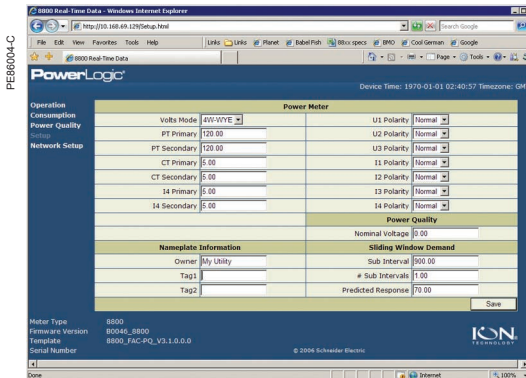 PE86004-C
8800 Real-Time Data - Windows Internet Explorer
http://10.168.69.129/Setup.html
Search Google
File Edit View Favorites Tools Help
Links Links Planet Babel Fish 88xx specs BMO Cool German Google
8800 Real-Time Data
Page Tools
PowerLogic
Device Time: 1970-01-01 02:40:57 Timezone: GM
Operation
Consumption
Power Quality
Setup
Network Setup
Power Meter
Volts Mode 4W-WYE
U1 Polarity Normal
PT Primary 120.00
U2 Polarity Normal
PT Secondary 120.00
U3 Polarity Normal
CT Primary 5.00
I1 Polarity Normal
CT Secondary 5.00
I2 Polarity Normal
I4 Primary 5.00
I3 Polarity Normal
I4 Secondary 5.00
I4 Polarity Normal
Power Quality
Nominal Voltage 0.00
Nameplate Information
Sliding Window Demand
Owner My Utility
Sub Interval 900.00
Tag1
# Sub Intervals 1.00
Tag2
Predicted Response 70.00
Save
Meter Type 8800
Firmware Version B0046_8800
Template 8800_FAC-PQ_V3.1.0.0.0
Serial Number
© 2006 Schneider Electric
ION
TECHNOLOGY
Done
Internet
100%